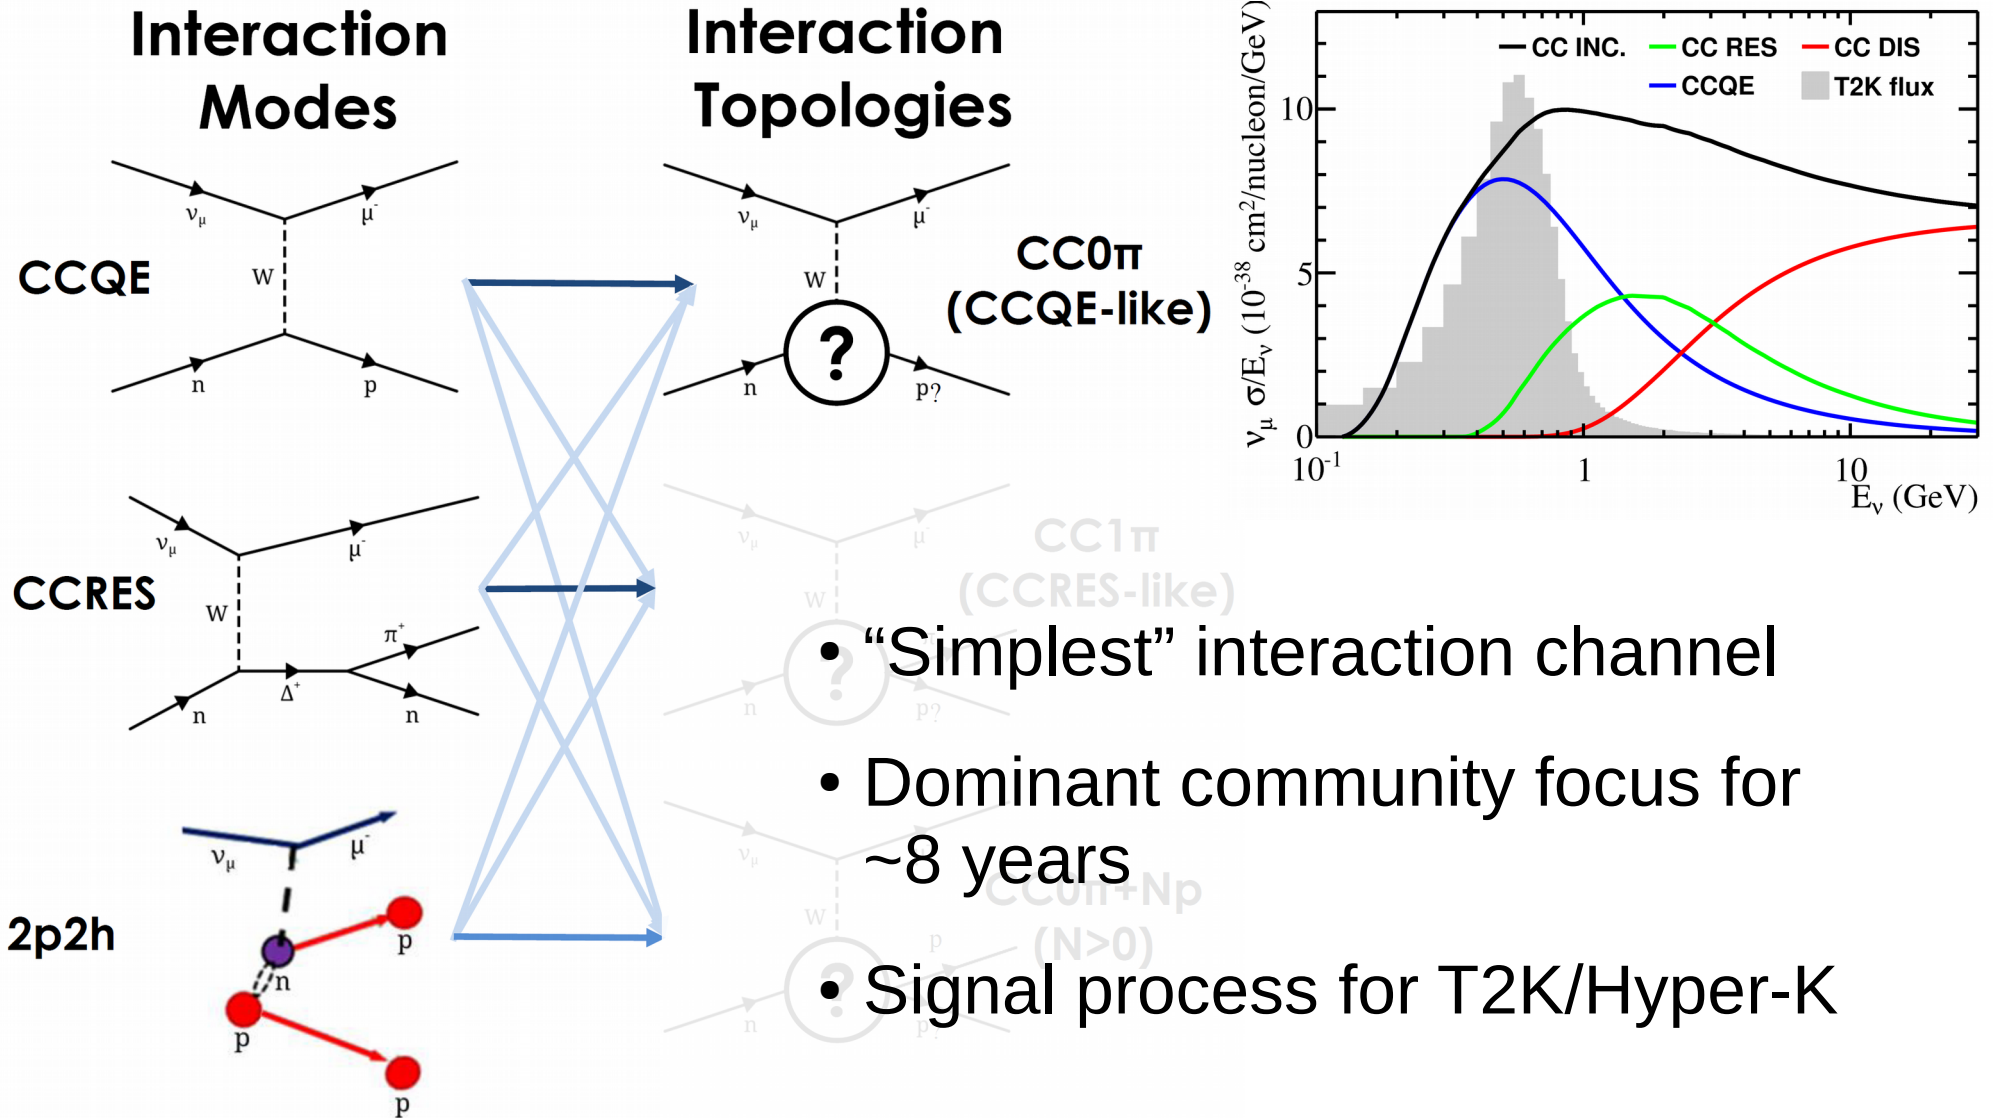 Interaction
Modes
Interaction
Topologies
νμ
μ-
CCQE
W
n
p
νμ
μ-
CC0π
(CCQE-like)
W
?
n
p?
νμ σ/Eν (10-38 cm2/nucleon/GeV)
CC INC.
CC RES
CC DIS
CCQE
T2K flux
10
5
0
10-1
1
10
Eν (GeV)
νμ
μ-
CCRES
W
π+
Δ+
n
n
νμ
μ-
CC1π
(CCRES-like)
W
?
n
p?
• “Simplest” interaction channel
• Dominant community focus for
~8 years
• Signal process for T2K/Hyper-K
νμ
μ-
2p2h
p
n
p
p
νμ
CC0π+Np
(N>0)
W
p
?
n
p